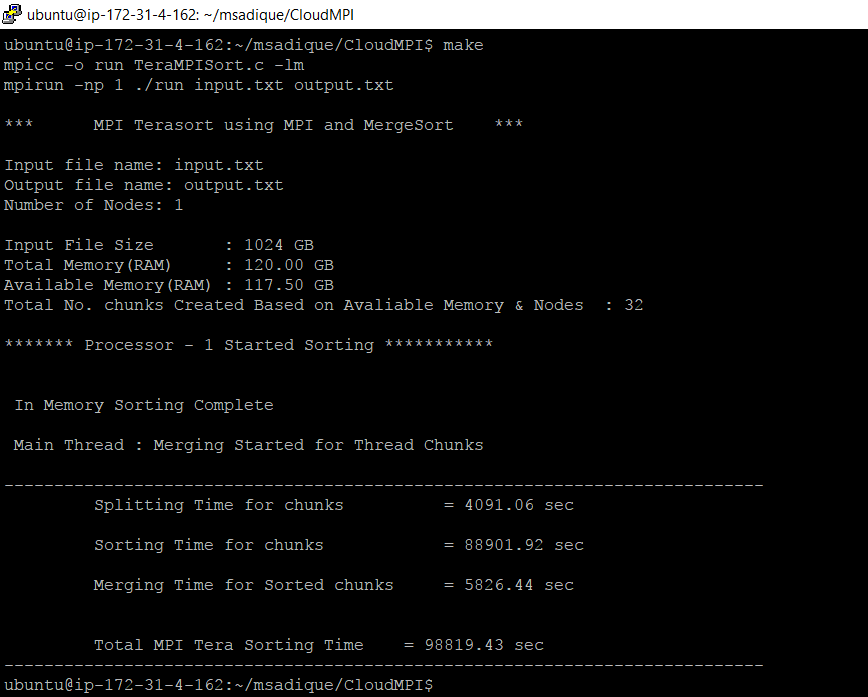 ubuntu@ip-172-31-4-162: ~/msadique/CloudMPI
ubuntu@ip-172-31-4-162:~/msadique/CloudMPI$ make
mpicc -o run TeraMPISort.c -lm
mpirun -np 1 ./run input.txt output.txt
*** MPI Terasort using MPI and MergeSort ***
Input file name: input.txt
Output file name: output.txt
Number of Nodes: 1
Input File Size : 1024 GB
Total Memory(RAM) : 120.00 GB
Available Memory(RAM) : 117.50 GB
Total No. chunks Created Based on Avaliable Memory & Nodes : 32
******* Processor - 1 Started Sorting ***********
In Memory Sorting Complete
Main Thread : Merging Started for Thread Chunks
----------------------------------------------------------------------------
Splitting Time for chunks = 4091.06 sec
Sorting Time for chunks = 88901.92 sec
Merging Time for Sorted chunks = 5826.44 sec
Total MPI Tera Sorting Time = 98819.43 sec
----------------------------------------------------------------------------
ubuntu@ip-172-31-4-162:~/msadique/CloudMPI$